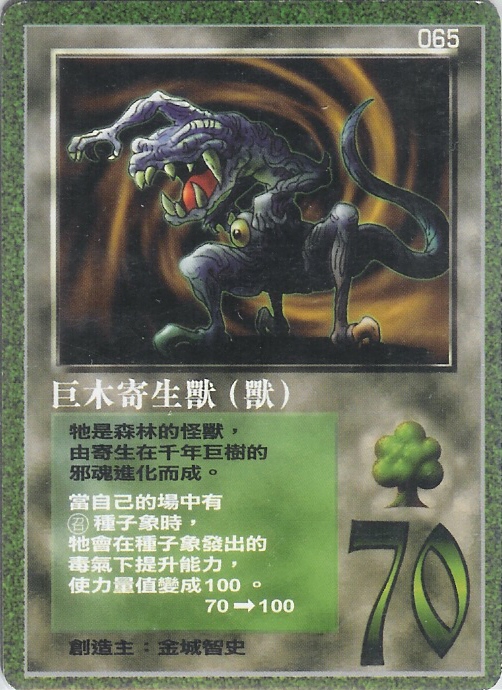 065
巨木寄生獸(獸)
牠是森林的怪獸,
由寄生在千年巨樹的
邪魂進化而成。
當自己的場中有
㊁種子象時,
牠會在種子象發出的
毒氣下提升能力,
使力量值變成100。
70➡100
70
創造主:金城智史